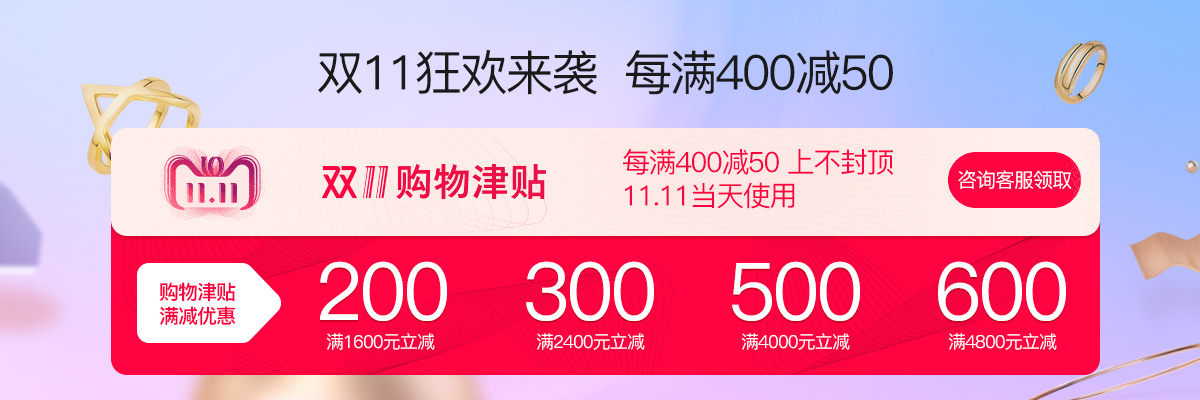 双11狂欢来袭 每满400减50
10
11.11
双11购物津贴
每满400减50 上不封顶
11.11当天使用
咨询客服领取
购物津贴
满减优惠
200
满1600元立减
300
满2400元立减
500
满4000元立减
600
满4800元立减